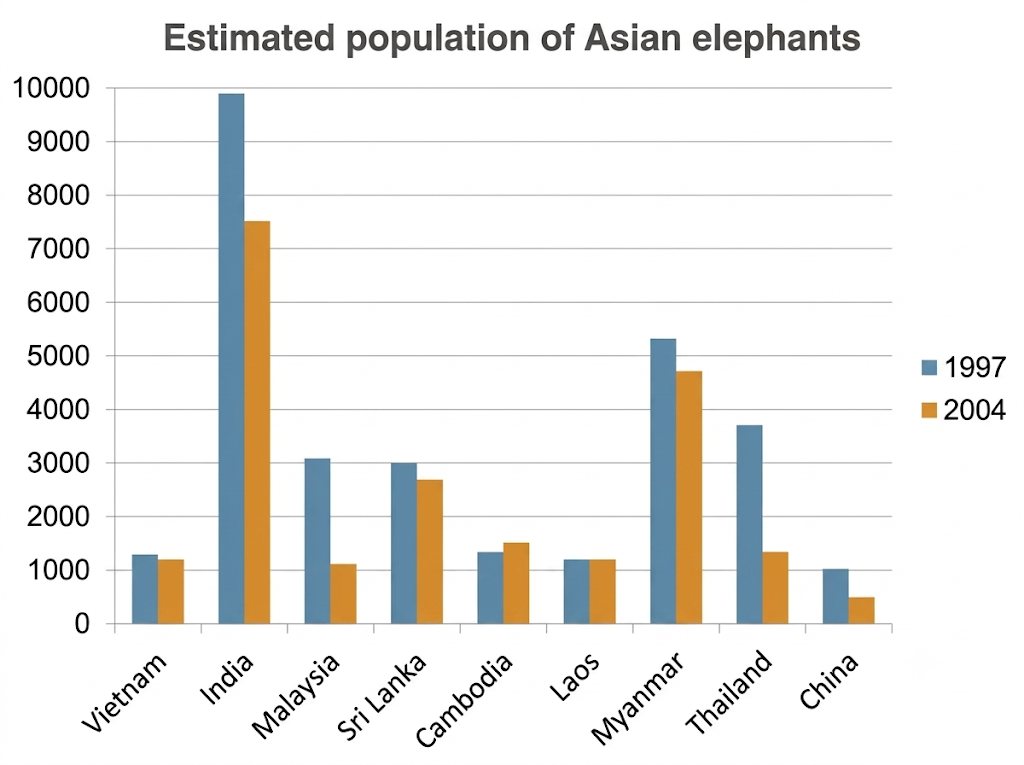 Estimated population of Asian elephants
10000
9000
8000
7000
6000
5000
4000
3000
2000
1000
0
1997
2004
Vietnam
India
Malaysia
Sri Lanka
Cambodia
Laos
Myanmar
Thailand
China